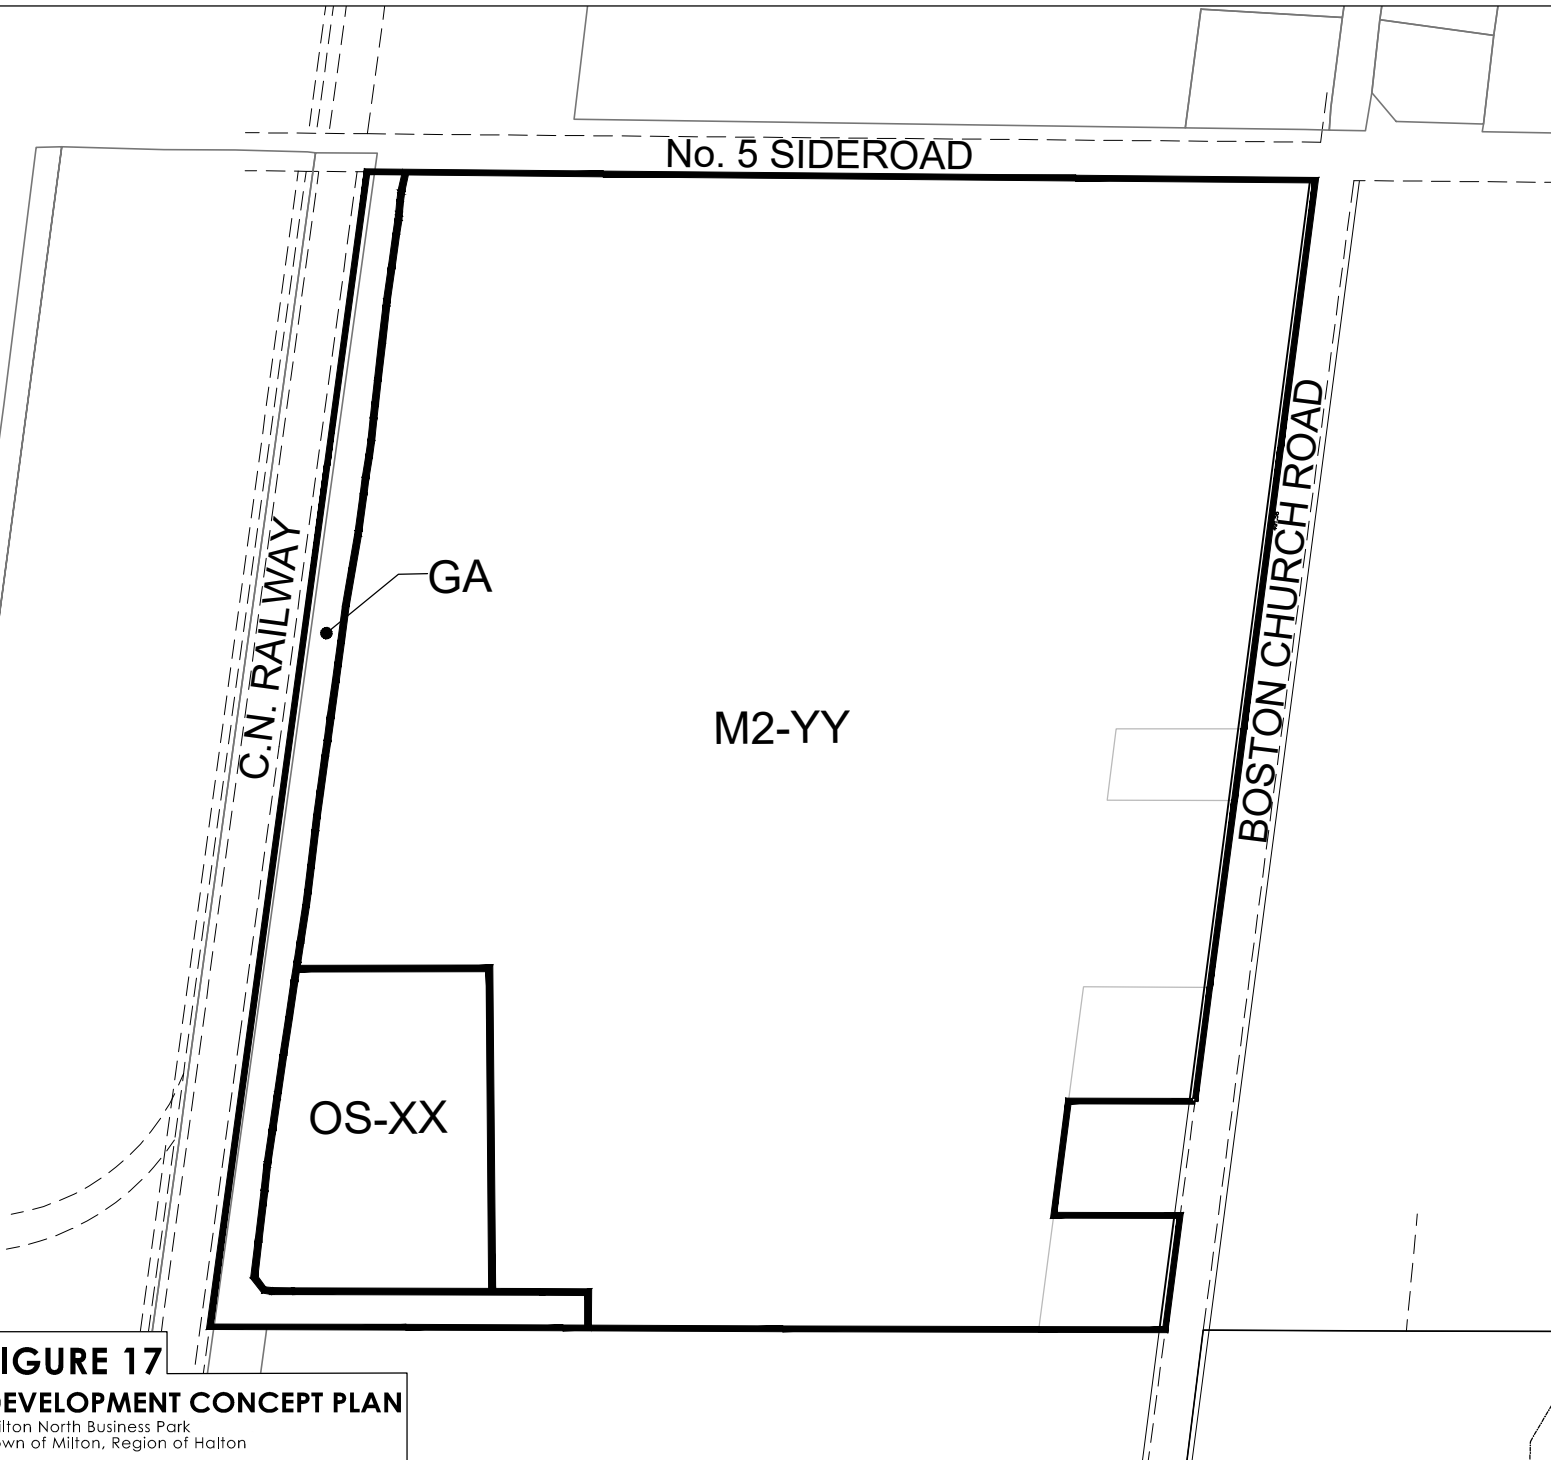 No. 5 SIDEROAD
BOSTON CHURCH ROAD
C.N. RAILWAY
GA
M2-YY
OS-XX
IGURE 17
EVELOPMENT CONCEPT PLAN
ilton North Business Park
own of Milton, Region of Halton